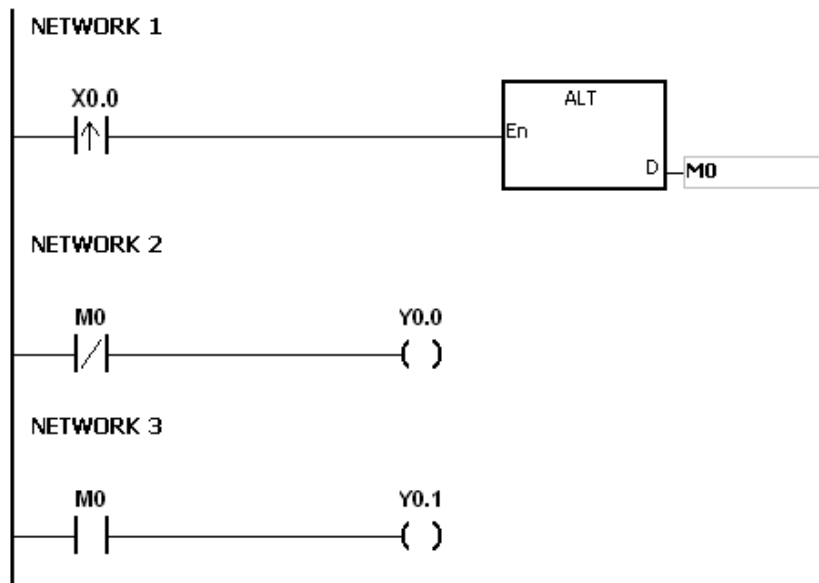 NETWORK 1
X0.0
ALT
En
D
M0
NETWORK 2
M0 Y0.0
NETWORK 3
M0 Y0.1